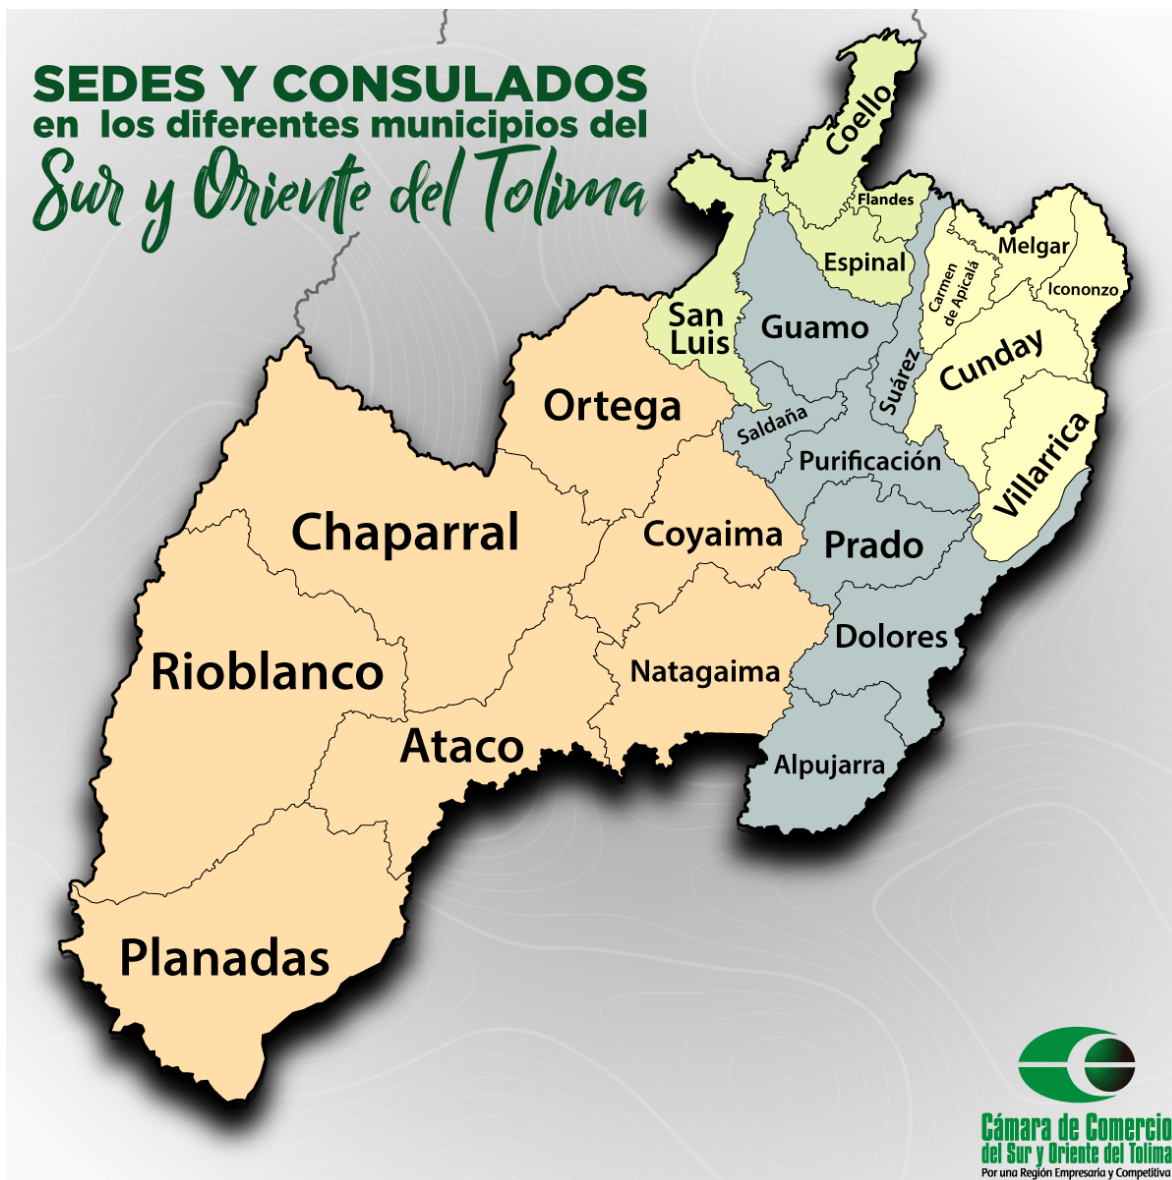 SEDES Y CONSULADOS
en los diferentes municipios del
Sur y Oriente del Tolima
Coello
Flandes
Espinal
Melgar
Carmen
de Apicalá
Icononzo
San
Luis
Guamo
Suárez
Cunday
Ortega
Saldaña
Purificación
Villarrica
Chaparral
Coyaima
Prado
Rioblanco
Natagaima
Dolores
Ataco
Alpujarra
Planadas
Cámara de Comercio
del Sur y Oriente del Tolima
Por una Región Empresaria y Competitiva